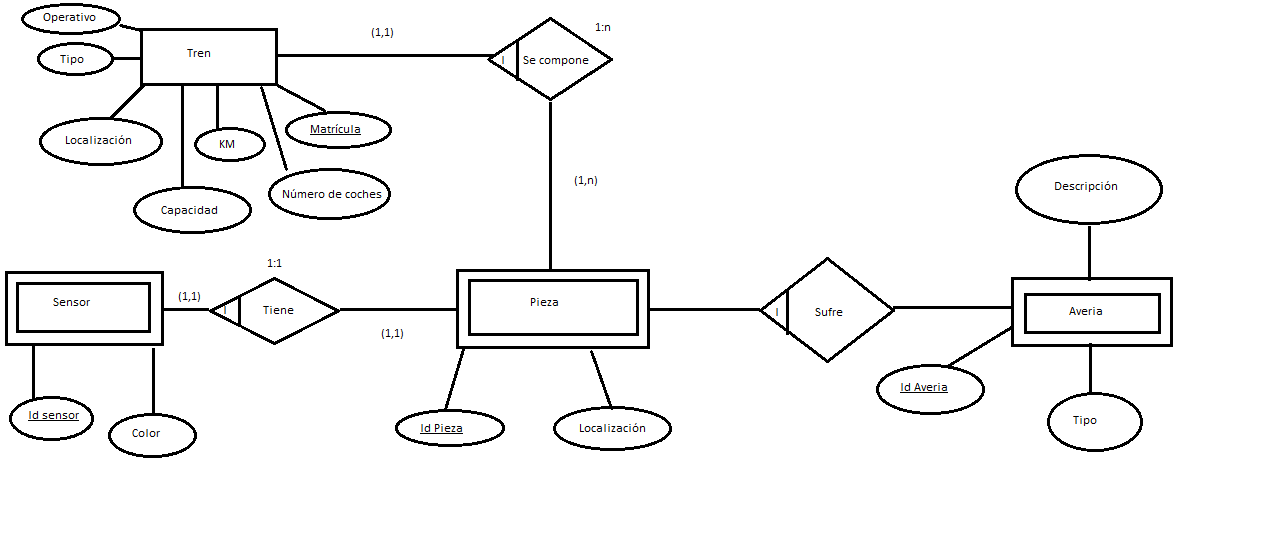 Operativo
(1,1)
1:n
Tipo
Tren
I
Se compone
Localización
KM
Matrícula
(1,n)
Descripción
Capacidad
Número de coches
1:1
Sensor
(1,1)
I
Tiene
Pieza
I
Sufre
Averia
(1,1)
Id sensor
Color
Id Pieza
Localización
Id Averia
Tipo